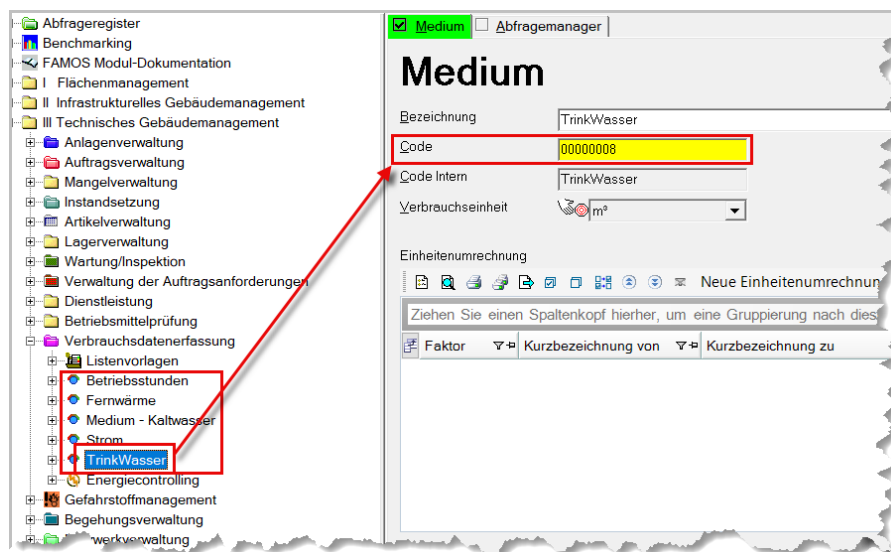 Abfrageregister
Benchmarking
FAMOS Modul-Dokumentation
I Flächenmanagement
II Infrastrukturelles Gebäudemanagement
III Technisches Gebäudemanagement
Anlagenverwaltung
Auftragsverwaltung
Mangelverwaltung
Instandsetzung
Artikelverwaltung
Lagerverwaltung
Wartung/Inspektion
Verwaltung der Auftragsanforderungen
Dienstleistung
Betriebsmittelprüfung
Verbrauchsdatenerfassung
Listenvorlagen
Betriebsstunden
Fernwärme
Medium - Kaltwasser
Strom
TrinkWasser
Energiecontrolling
Gefahrstoffmanagement
Begehungsverwaltung
Medium Abfragemanager
Medium
Bezeichnung TrinkWasser
Code 00000008
Code Intern TrinkWasser
Verbrauchseinheit m³
Einheitenumrechnung
Neue Einheitenumrechnun
Ziehen Sie einen Spaltenkopf hierher, um eine Gruppierung nach dies
Faktor Kurzbezeichnung von Kurzbezeichnung zu